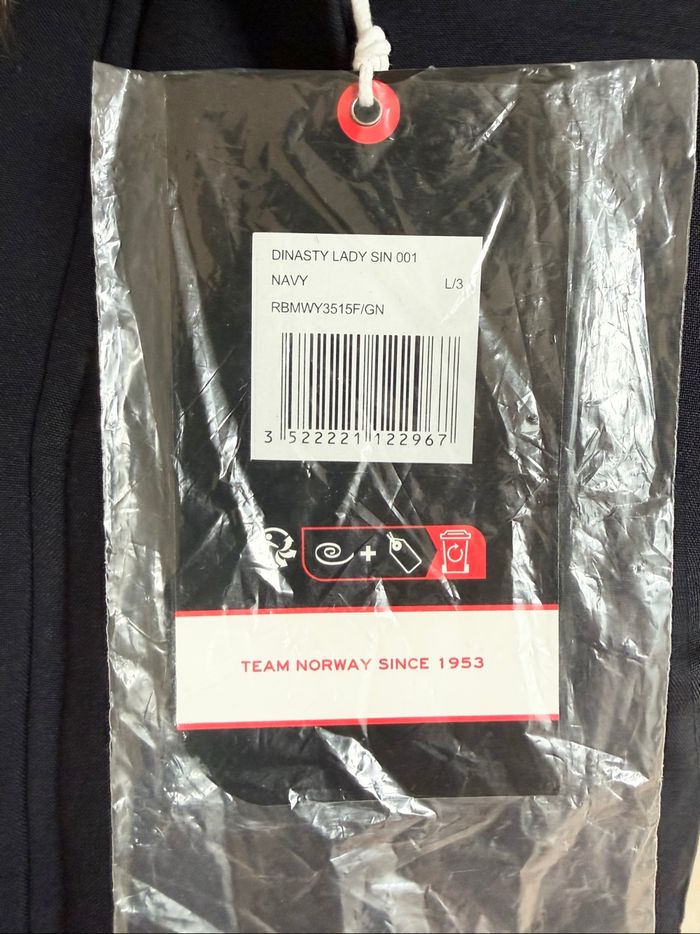 DINASTY LADY SIN 001
NAVY L/3
RBMWY3515F/GN
3 522221 122967
TEAM NORWAY SINCE 1953